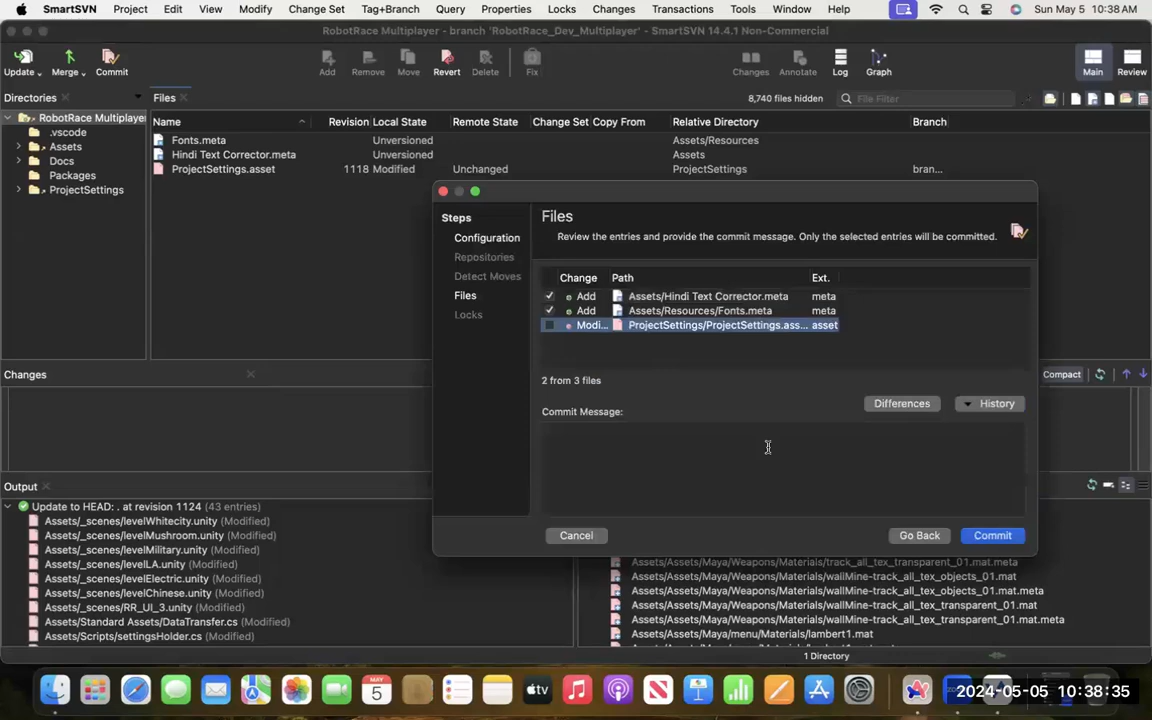 SmartSVN Project Edit View Modify Change Set Tag+Branch Query Properties Locks Changes Transactions Tools Window Help Sun May 5 10:38 AM
RobotRace Multiplayer - branch 'RobotRace_Dev_Multiplayer' - SmartSVN 14.4.1 Non-Commercial
Update Merge Commit Add Remove Move Revert Delete Fix Changes Annotate Log Graph Main Review
Directories Files 8,740 files hidden File Filter
RobotRace Multiplayer
.vscode
Assets
Docs
Packages
ProjectSettings
Name Revision Local State Remote State Change Set Copy From Relative Directory Branch
Fonts.meta Unversioned Assets/Resources
Hindi Text Corrector.meta Unversioned Assets
ProjectSettings.asset 1118 Modified Unchanged ProjectSettings bran...
Steps
Configuration
Repositories
Detect Moves
Files
Locks
Files
Review the entries and provide the commit message. Only the selected entries will be committed.
Change Path Ext.
Add Assets/Hindi Text Corrector.meta meta
Add Assets/Resources/Fonts.meta meta
Modi... ProjectSettings/ProjectSettings.ass... asset
2 from 3 files
Differences History
Commit Message:
Cancel Go Back Commit
Changes Compact
Output
Update to HEAD: . at revision 1124 (43 entries)
Assets/_scenes/levelWhitecity.unity (Modified)
Assets/_scenes/levelMushroom.unity (Modified)
Assets/_scenes/levelMilitary.unity (Modified)
Assets/_scenes/levelLA.unity (Modified)
Assets/_scenes/levelElectric.unity (Modified)
Assets/_scenes/levelChinese.unity (Modified)
Assets/_scenes/RR_UI_3.unity (Modified)
Assets/Standard Assets/DataTransfer.cs (Modified)
Assets/Scripts/settingsHolder.cs (Modified)
Assets/Maya/Weapons/Materials/track_all_tex_transparent_01.mat.meta
Assets/Maya/Weapons/Materials/wallMine-track_all_tex_objects_01.mat
Assets/Maya/Weapons/Materials/wallMine-track_all_tex_objects_01.mat.meta
Assets/Maya/Weapons/Materials/wallMine-track_all_tex_transparent_01.mat
Assets/Maya/Weapons/Materials/wallMine-track_all_tex_transparent_01.mat.meta
Assets/Maya/menu/Materials/lambert1.mat
1 Directory
MAY
5
tv
2024-05-05 10:38:35